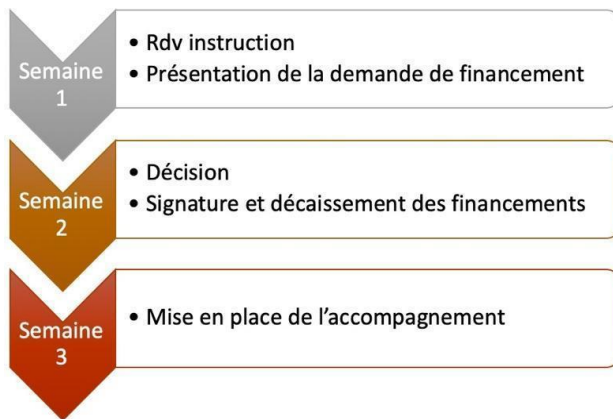 Semaine
1
• Rdv instruction
• Présentation de la demande de financement
Semaine
2
• Décision
• Signature et décaissement des financements
Semaine
3
• Mise en place de l’accompagnement